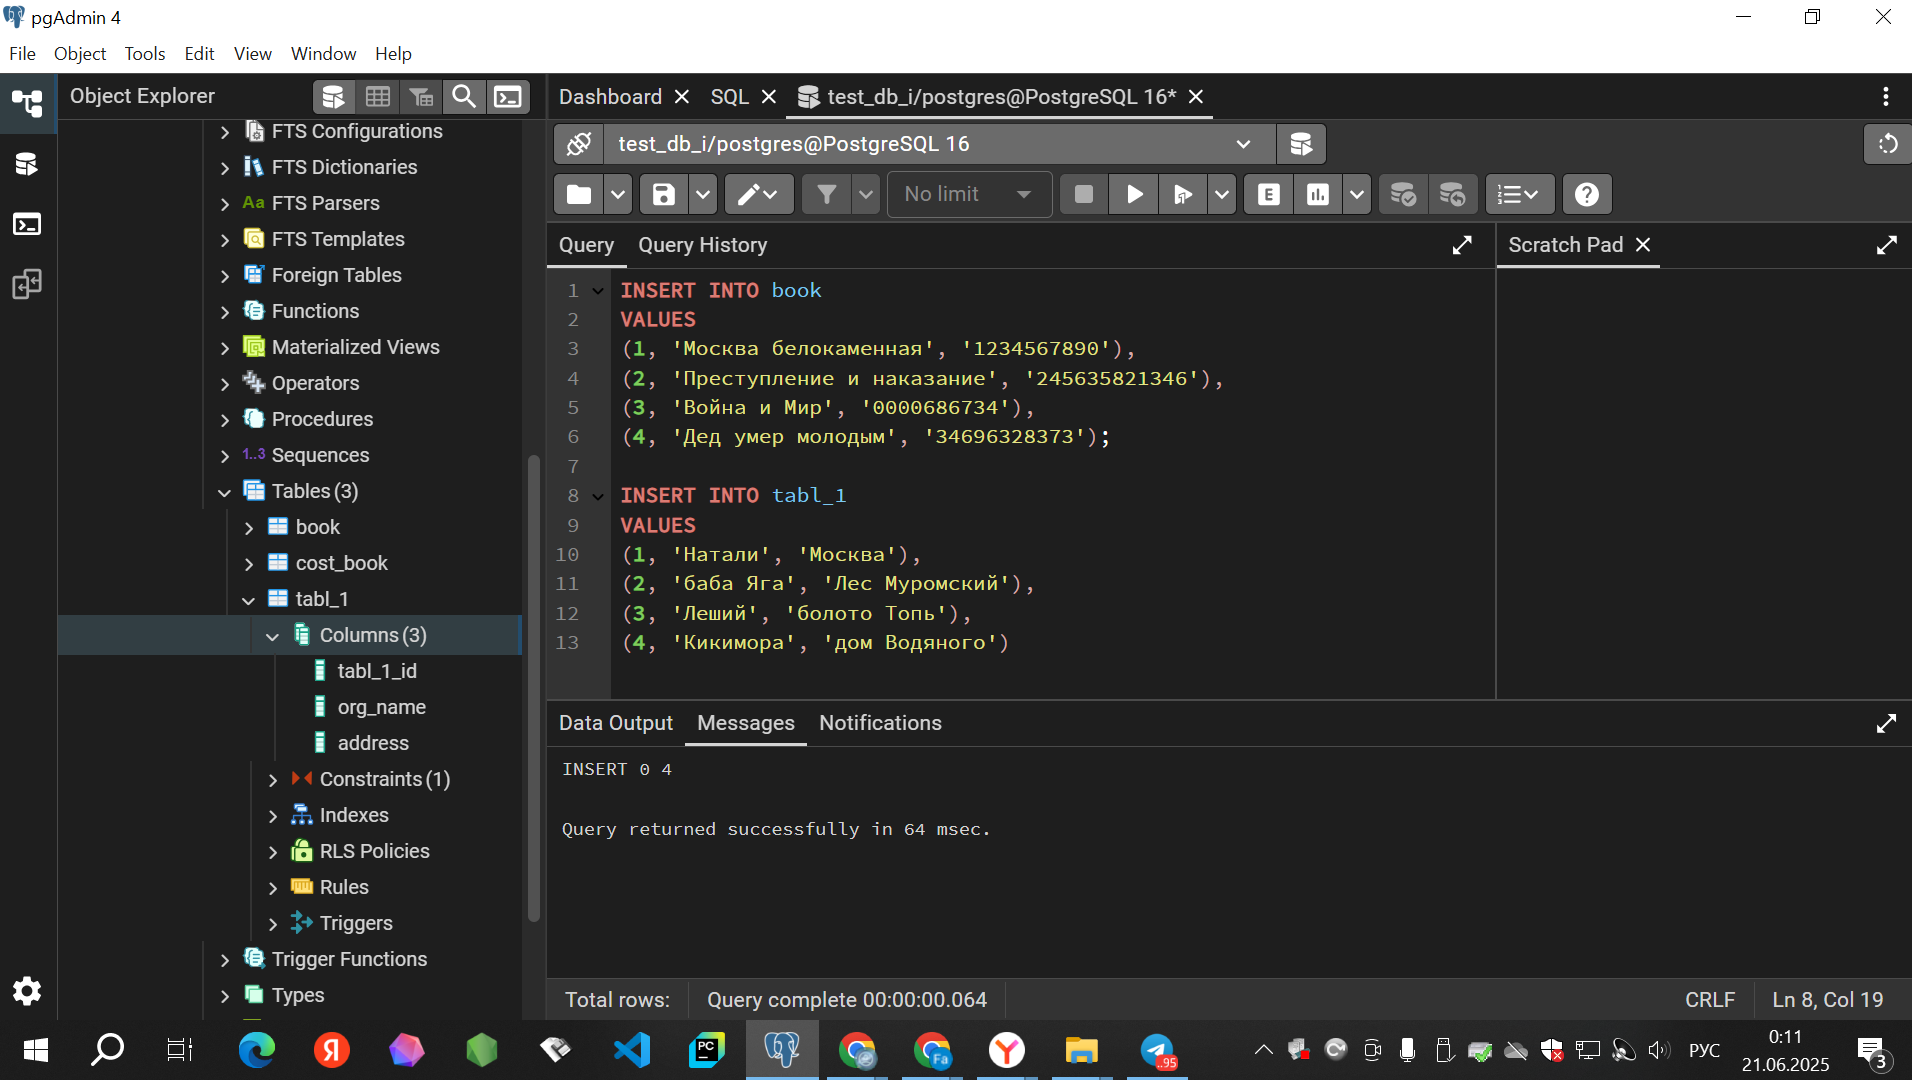 pgAdmin 4
File Object Tools Edit View Window Help
Object Explorer
Dashboard SQL test_db_i/postgres@PostgreSQL 16*
FTS Configurations
FTS Dictionaries
Aa FTS Parsers
FTS Templates
Foreign Tables
Functions
Materialized Views
Operators
Procedures
1..3 Sequences
Tables (3)
book
cost_book
tabl_1
Columns (3)
tabl_1_id
org_name
address
Constraints (1)
Indexes
RLS Policies
Rules
Triggers
Trigger Functions
Types
test_db_i/postgres@PostgreSQL 16
No limit
E
Query Query History
Scratch Pad
1 INSERT INTO book
2 VALUES
3 (1, 'Москва белокаменная', '1234567890'),
4 (2, 'Преступление и наказание', '245635821346'),
5 (3, 'Война и Мир', '0000686734'),
6 (4, 'Дед умер молодым', '34696328373');
7
8 INSERT INTO tabl_1
9 VALUES
10 (1, 'Натали', 'Москва'),
11 (2, 'баба Яга', 'Лес Муромский'),
12 (3, 'Леший', 'болото Топь'),
13 (4, 'Кикимора', 'дом Водяного')
Data Output Messages Notifications
INSERT 0 4
Query returned successfully in 64 msec.
Total rows: Query complete 00:00:00.064
CRLF Ln 8, Col 19
Я
PC
Fa
Y
95
РУС
0:11
21.06.2025
3